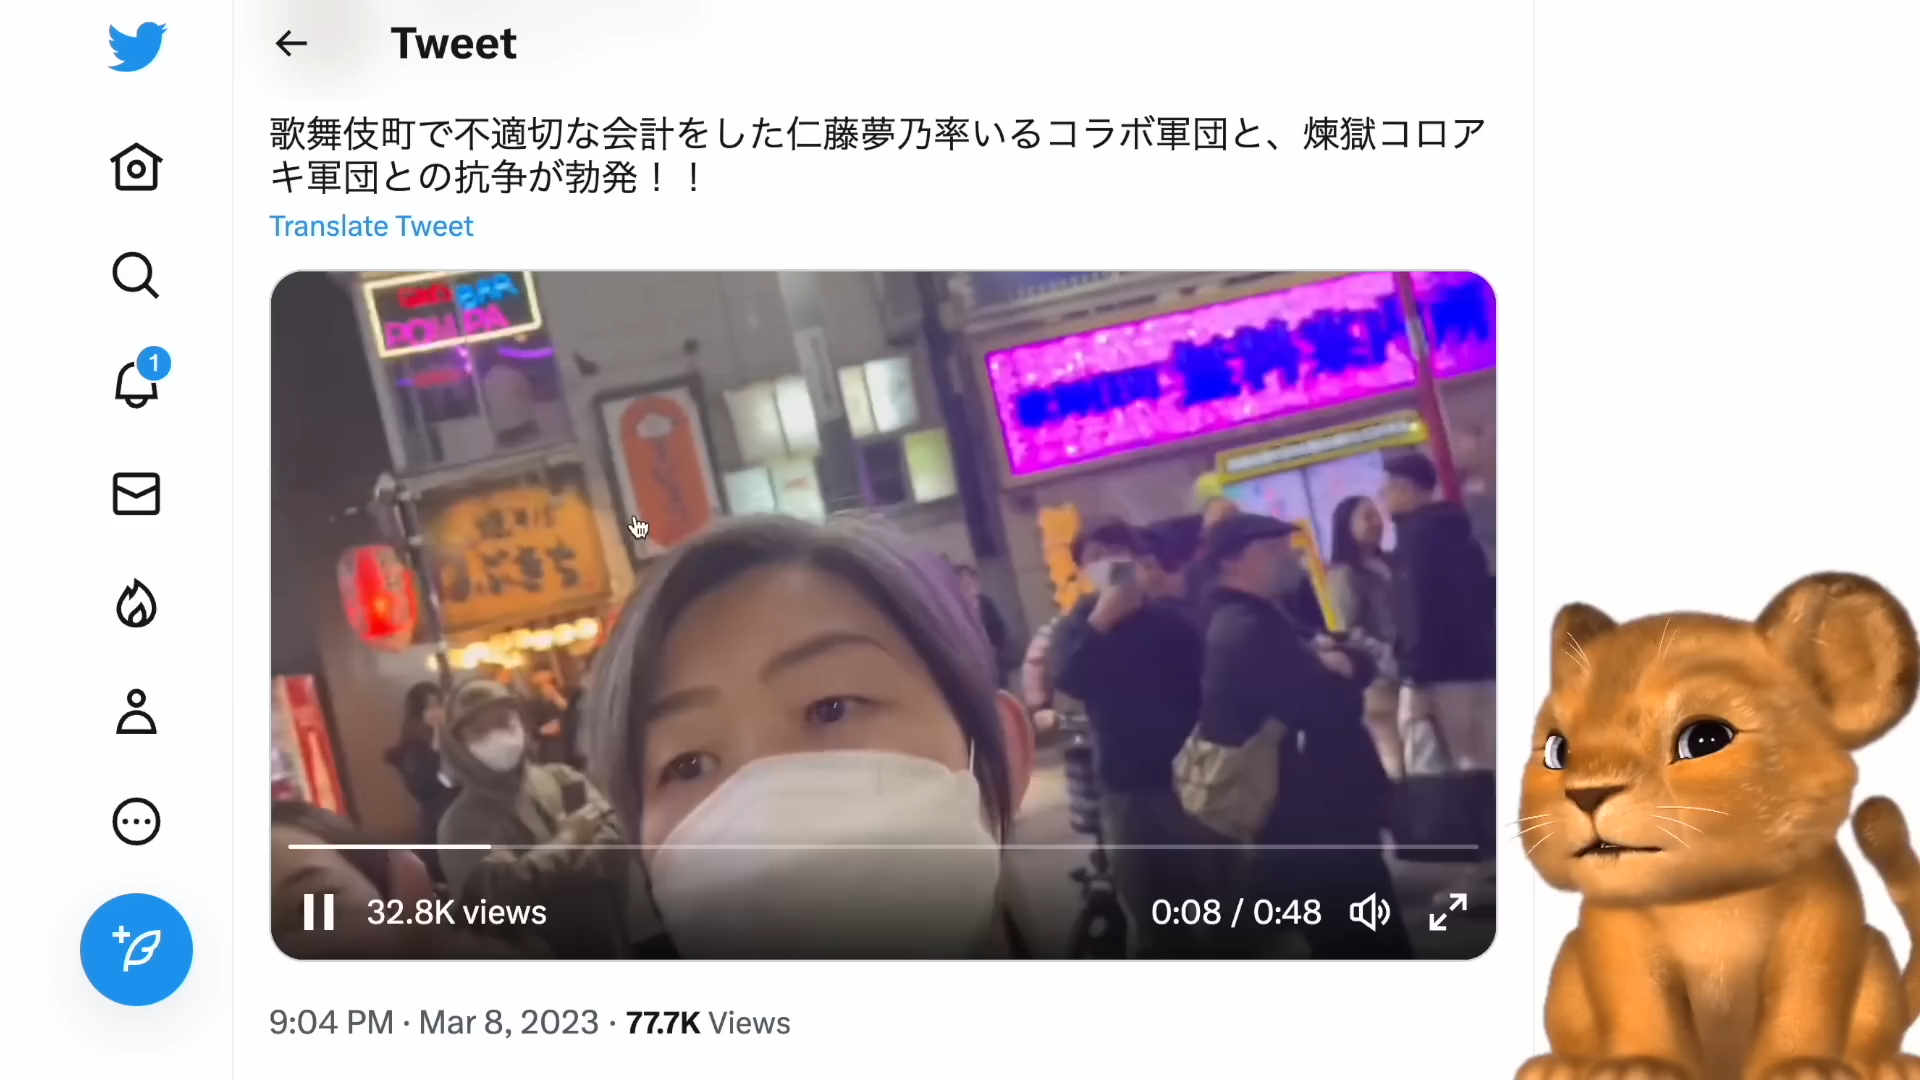 Tweet
歌舞伎町で不適切な会計をした仁藤夢乃率いるコラボ軍団と、煉獄コロア
キ軍団との抗争が勃発！！
Translate Tweet
1
BAR
32.8K views
0:08 / 0:48
9:04 PM · Mar 8, 2023 · 77.7K Views